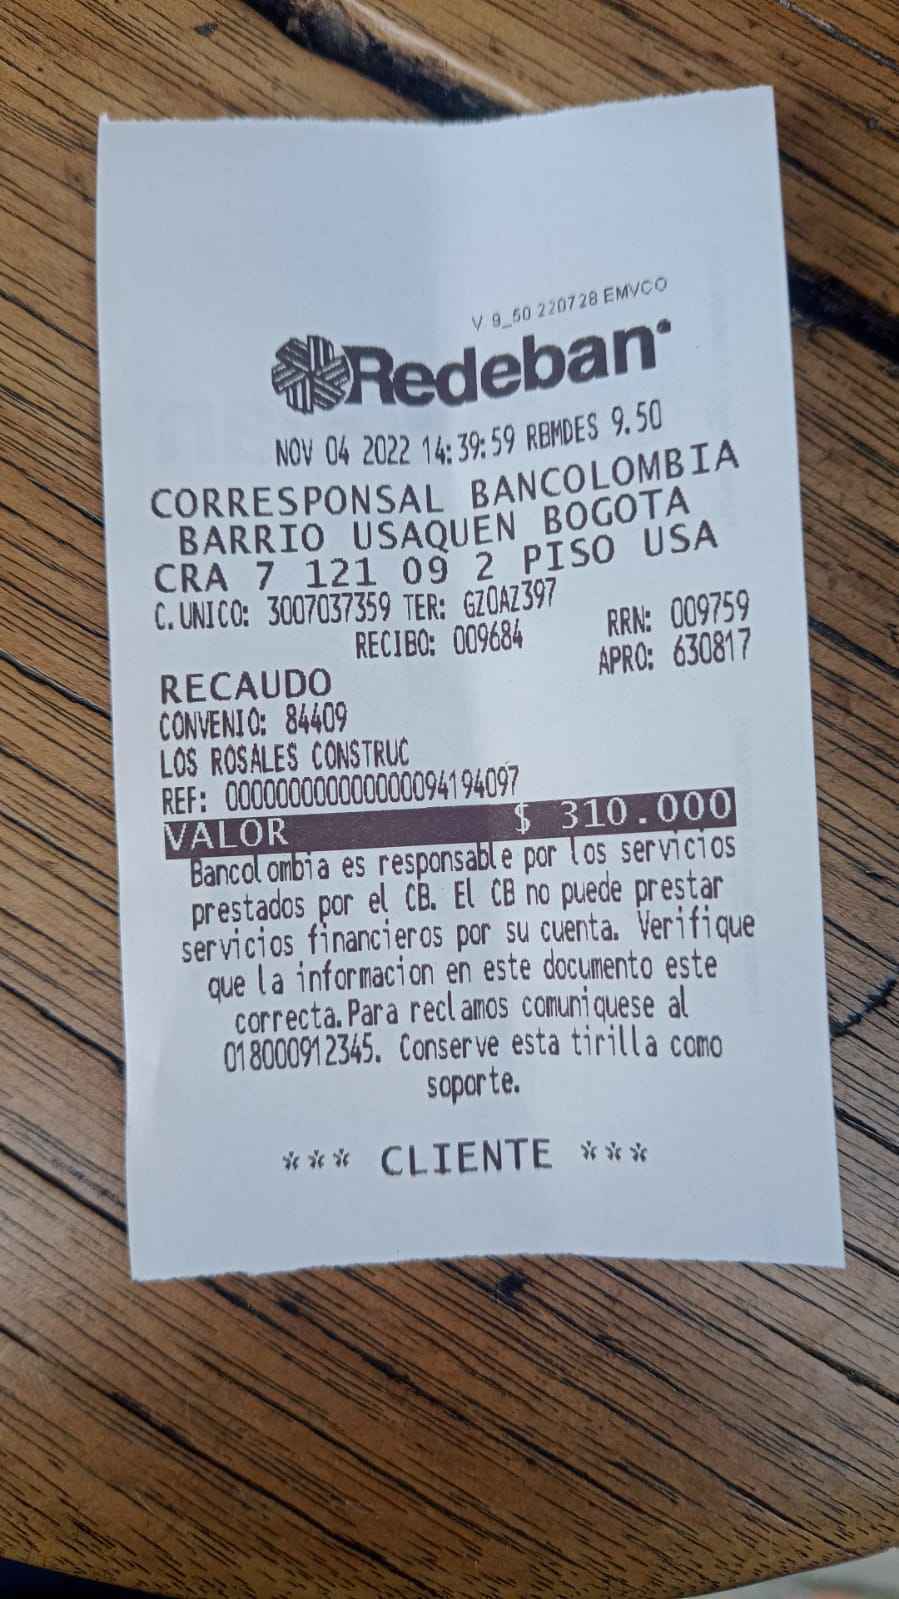 V 9_50 220728 EMVCO
Redeban
NOV 04 2022 14:39:59 RBMDES 9.50
CORRESPONSAL BANCOLOMBIA
BARRIO USAQUEN BOGOTA
CRA 7 121 09 2 PISO USA
C.UNICO: 3007037359 TER: GZOAZ397
RECIBO: 009684 RRN: 009759
APRO: 630817
RECAUDO
CONVENIO: 84409
LOS ROSALES CONSTRUC
REF: 000000000000000094194097
VALOR $ 310.000
Bancolombia es responsable por los servicios
prestados por el CB. El CB no puede prestar
servicios financieros por su cuenta. Verifique
que la informacion en este documento este
correcta.Para reclamos comuniquese al
018000912345. Conserve esta tirilla como
soporte.
*** CLIENTE ***